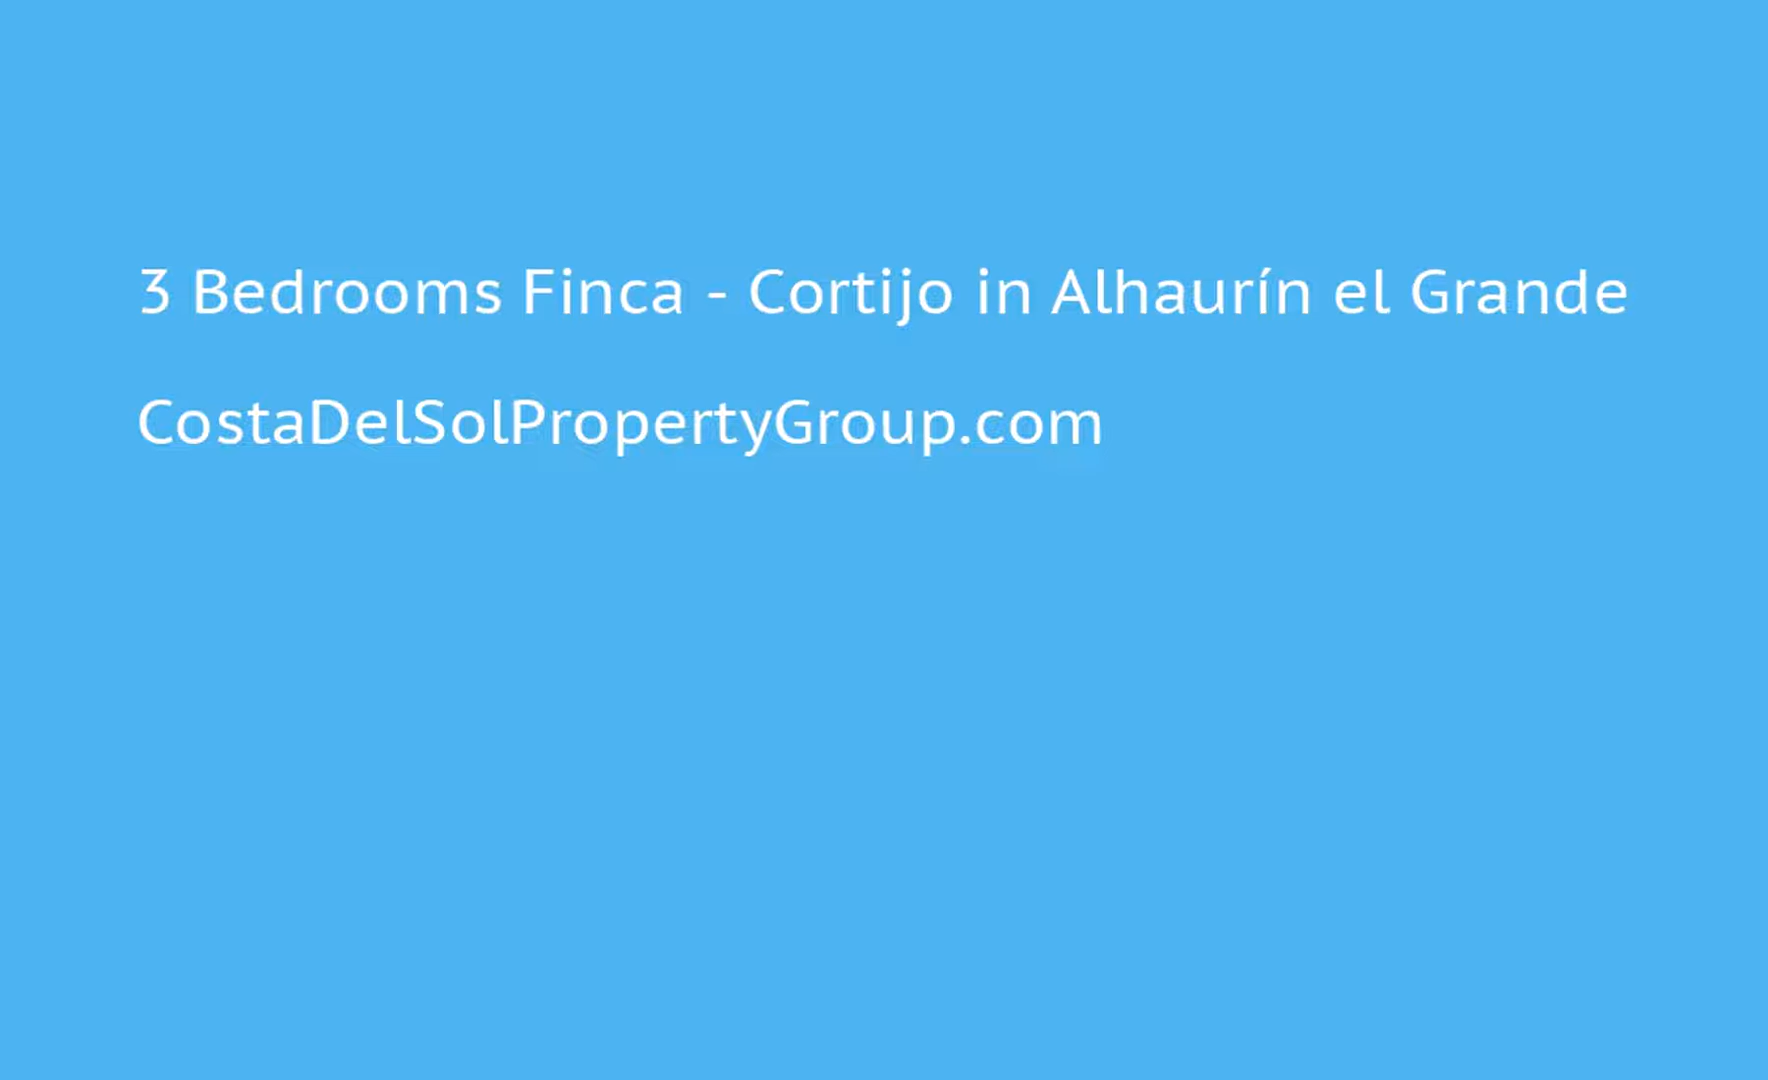 3 Bedrooms Finca - Cortijo in Alhaurín el Grande
CostaDelSolPropertyGroup.com